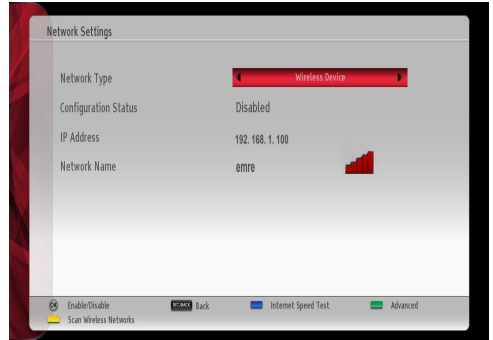 Network Settings
Network Type Wireless Device
Configuration Status Disabled
IP Address 192. 168. 1. 100
Network Name emre
OK Enable/Disable RET/BACK Back Internet Speed Test Advanced
Scan Wireless Networks